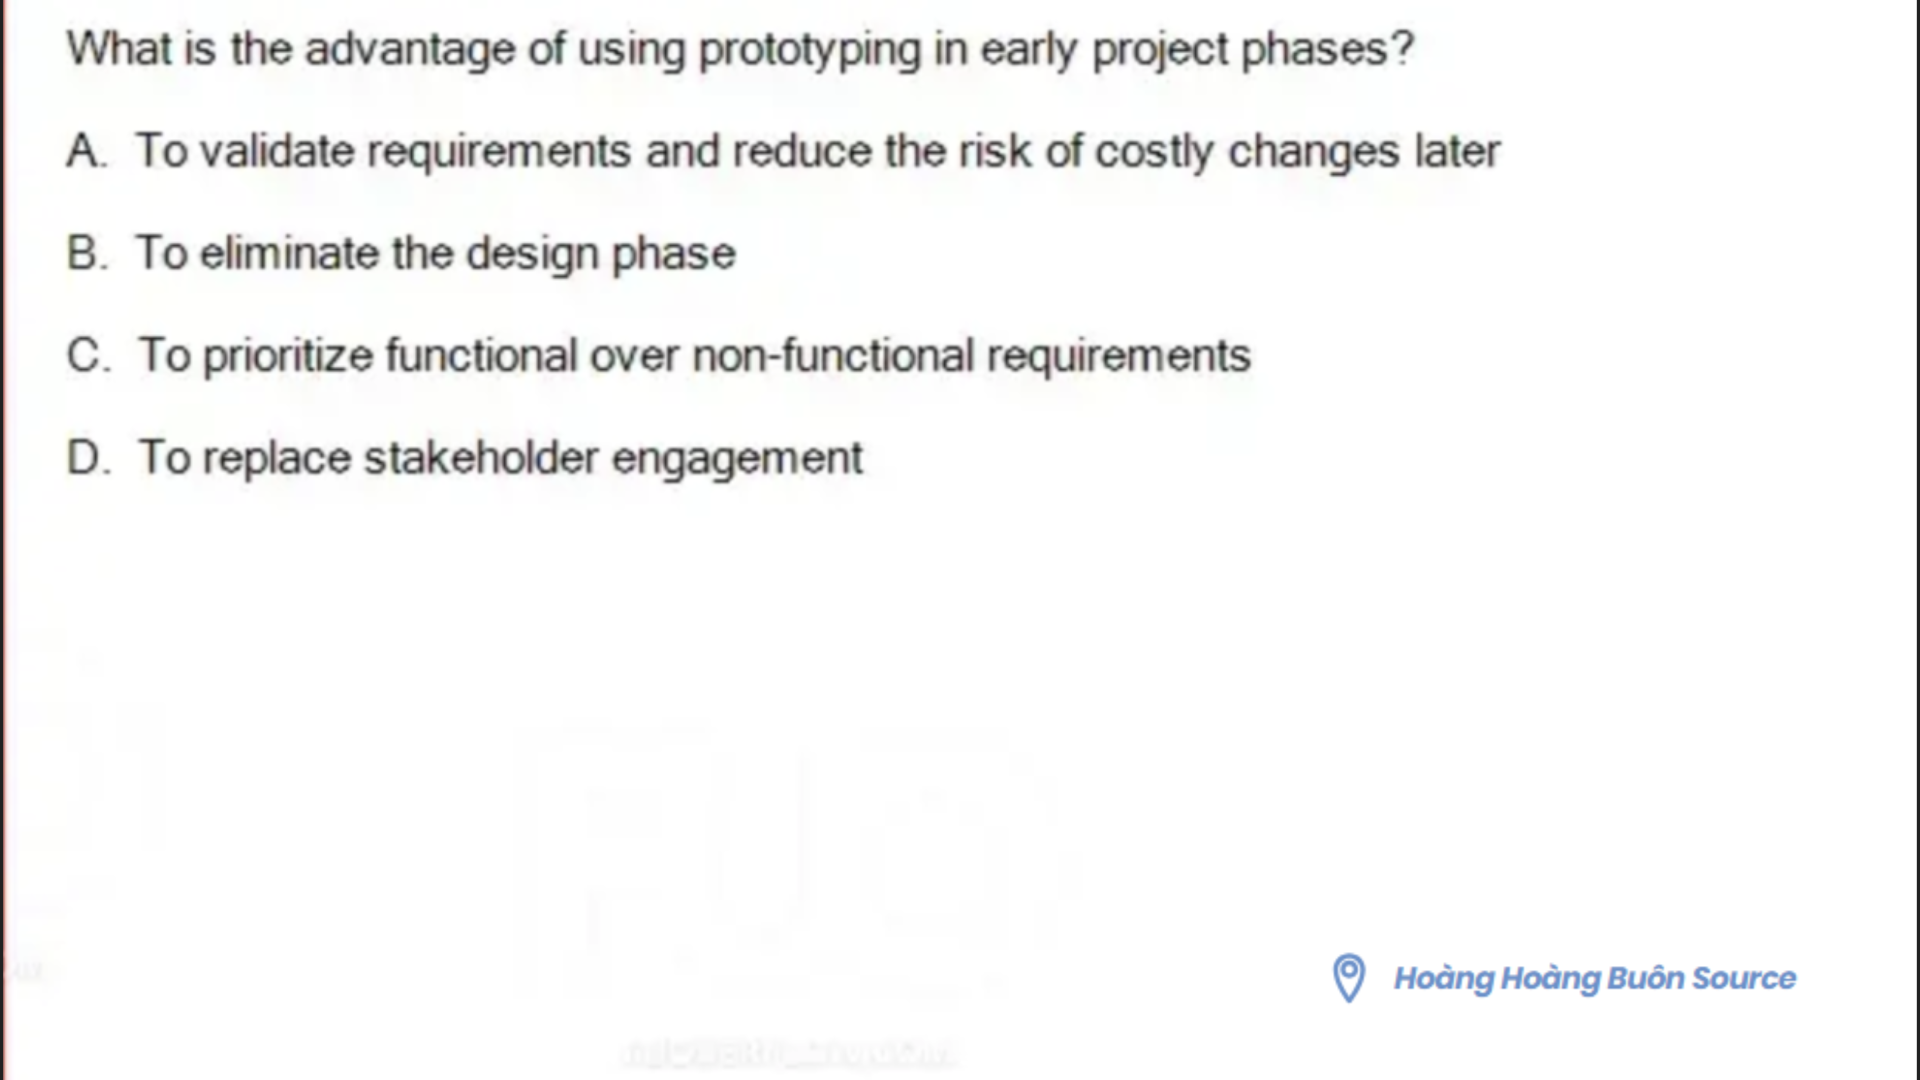 What is the advantage of using prototyping in early project phases?
A. To validate requirements and reduce the risk of costly changes later
B. To eliminate the design phase
C. To prioritize functional over non-functional requirements
D. To replace stakeholder engagement
Hoàng Hoàng Buôn Source